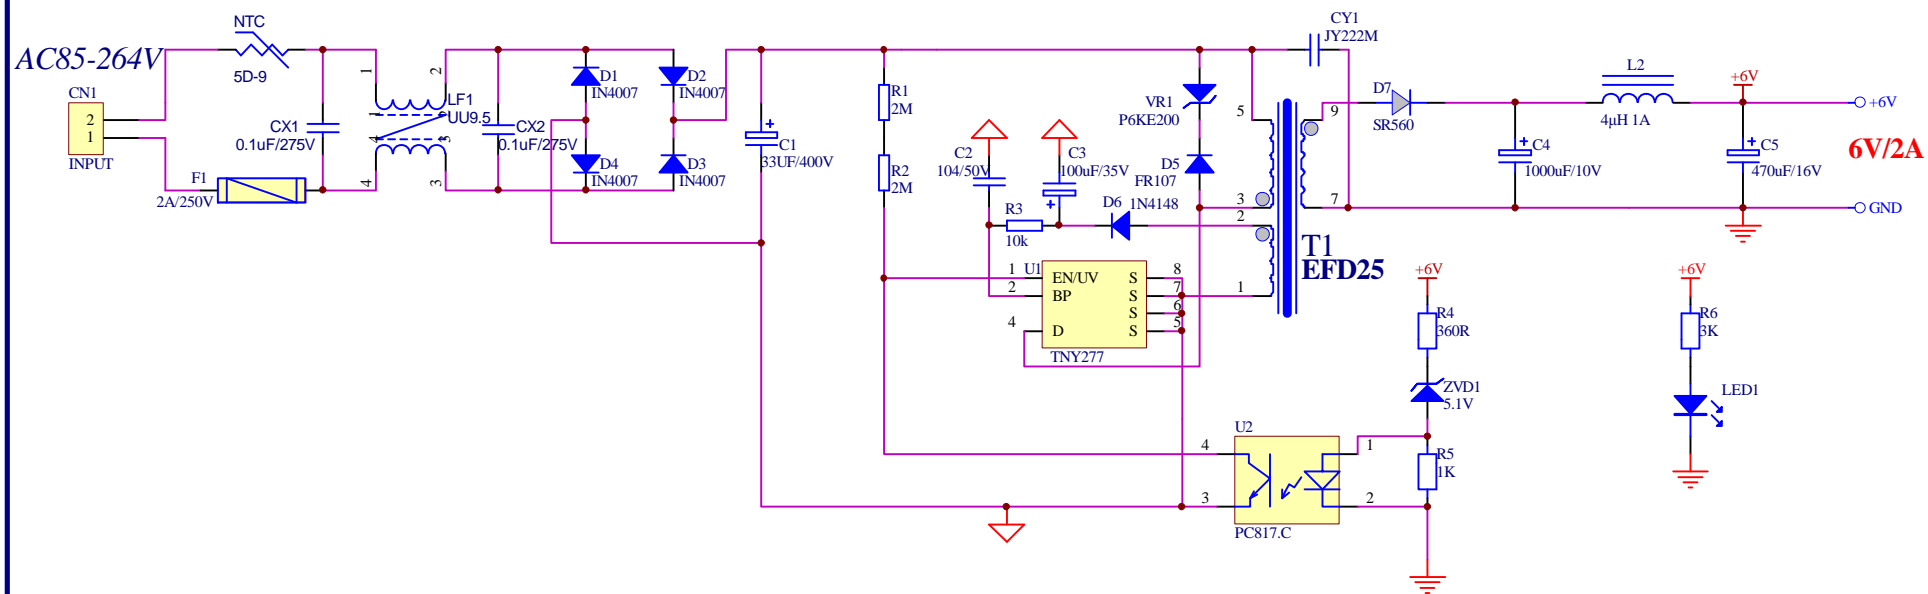 AC85-264V
NTC
5D-9
CN1
2
1
INPUT
F1
2A/250V
CX1
0.1uF/275V
1
2
LF1
UU9.5
4
3
CX2
0.1uF/275V
D1
IN4007
D2
IN4007
D4
IN4007
D3
IN4007
C1
33UF/400V
R1
2M
R2
2M
C2
104/50V
C3
100uF/35V
R3
10k
D6
1N4148
VR1
P6KE200
D5
FR107
CY1
JY222M
5
3
2
1
9
7
T1
EFD25
D7
SR560
L2
4μH 1A
C4
1000uF/10V
+6V
C5
470uF/16V
+6V
6V/2A
GND
U1
1
EN/UV
2
BP
4
D
S
8
S
7
S
6
S
5
TNY277
U2
4
3
1
2
PC817.C
+6V
R4
360R
ZVD1
5.1V
R5
1K
+6V
R6
3K
LED1